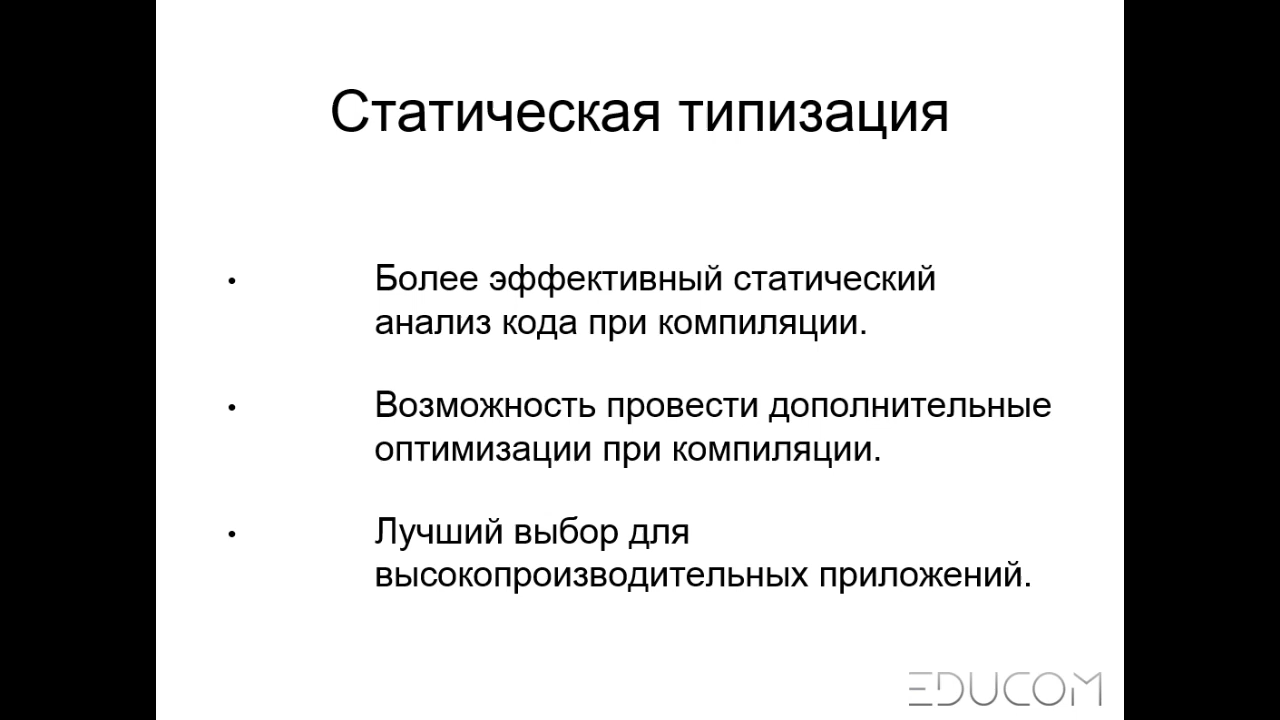 Статическая типизация
• Более эффективный статический
анализ кода при компиляции.
• Возможность провести дополнительные
оптимизации при компиляции.
• Лучший выбор для
высокопроизводительных приложений.
EDUCOM